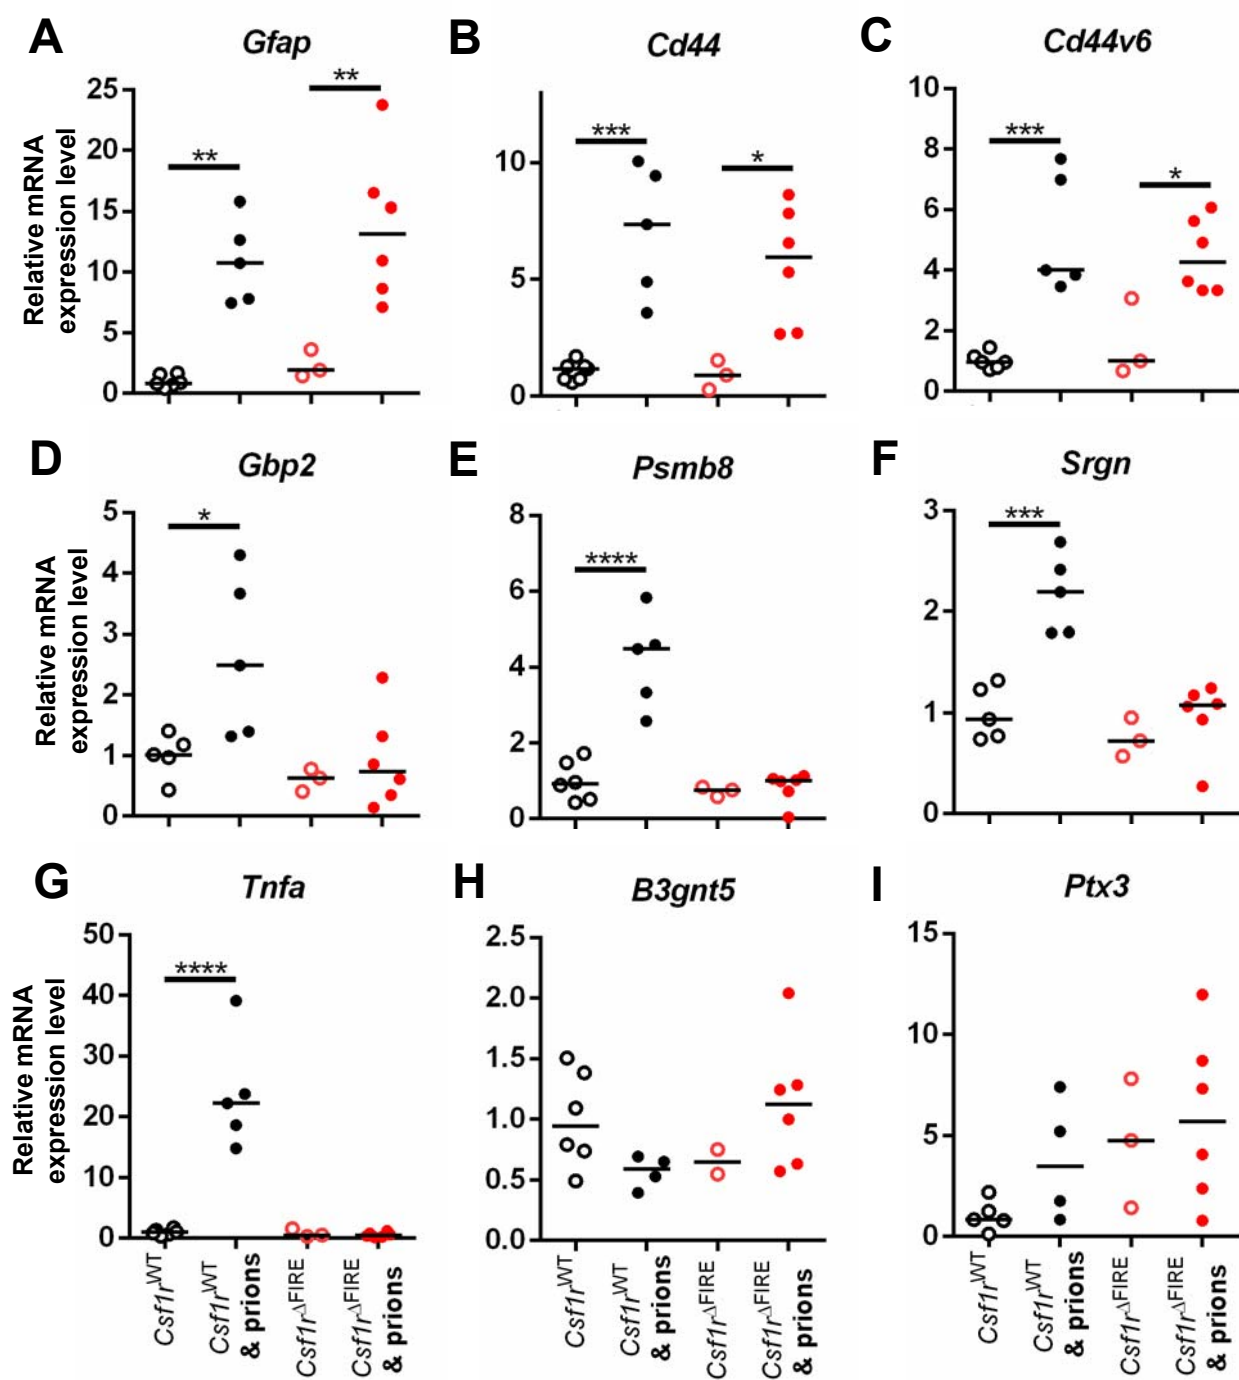 A Gfap
B Cd44
C Cd44v6
Relative mRNA
expression level
25
20
15
10
5
0
** **
10
5
0
*** *
10
8
6
4
2
0
*** *
D Gbp2
E Psmb8
F Srgn
Relative mRNA
expression level
5
4
3
2
1
0
*
8
6
4
2
0
****
3
2
1
0
***
G Tnfa
H B3gnt5
I Ptx3
Relative mRNA
expression level
50
40
30
20
10
0
****
2.5
2.0
1.5
1.0
0.5
0.0
15
10
5
0
Csf1rWT
Csf1rWT
& prions
Csf1rΔFIRE
Csf1rΔFIRE
& prions
Csf1rWT
Csf1rWT
& prions
Csf1rΔFIRE
Csf1rΔFIRE
& prions
Csf1rWT
Csf1rWT
& prions
Csf1rΔFIRE
Csf1rΔFIRE
& prions